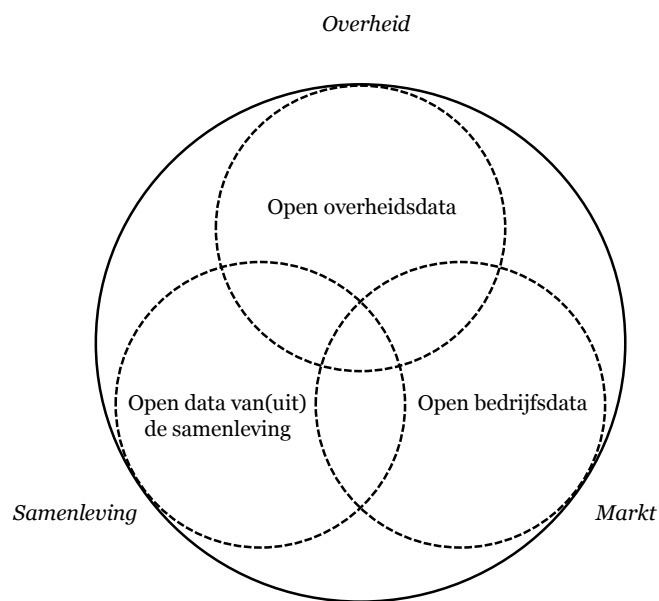 Overheid
Open overheidsdata
Open data van(uit)
de samenleving
Open bedrijfsdata
Samenleving
Markt